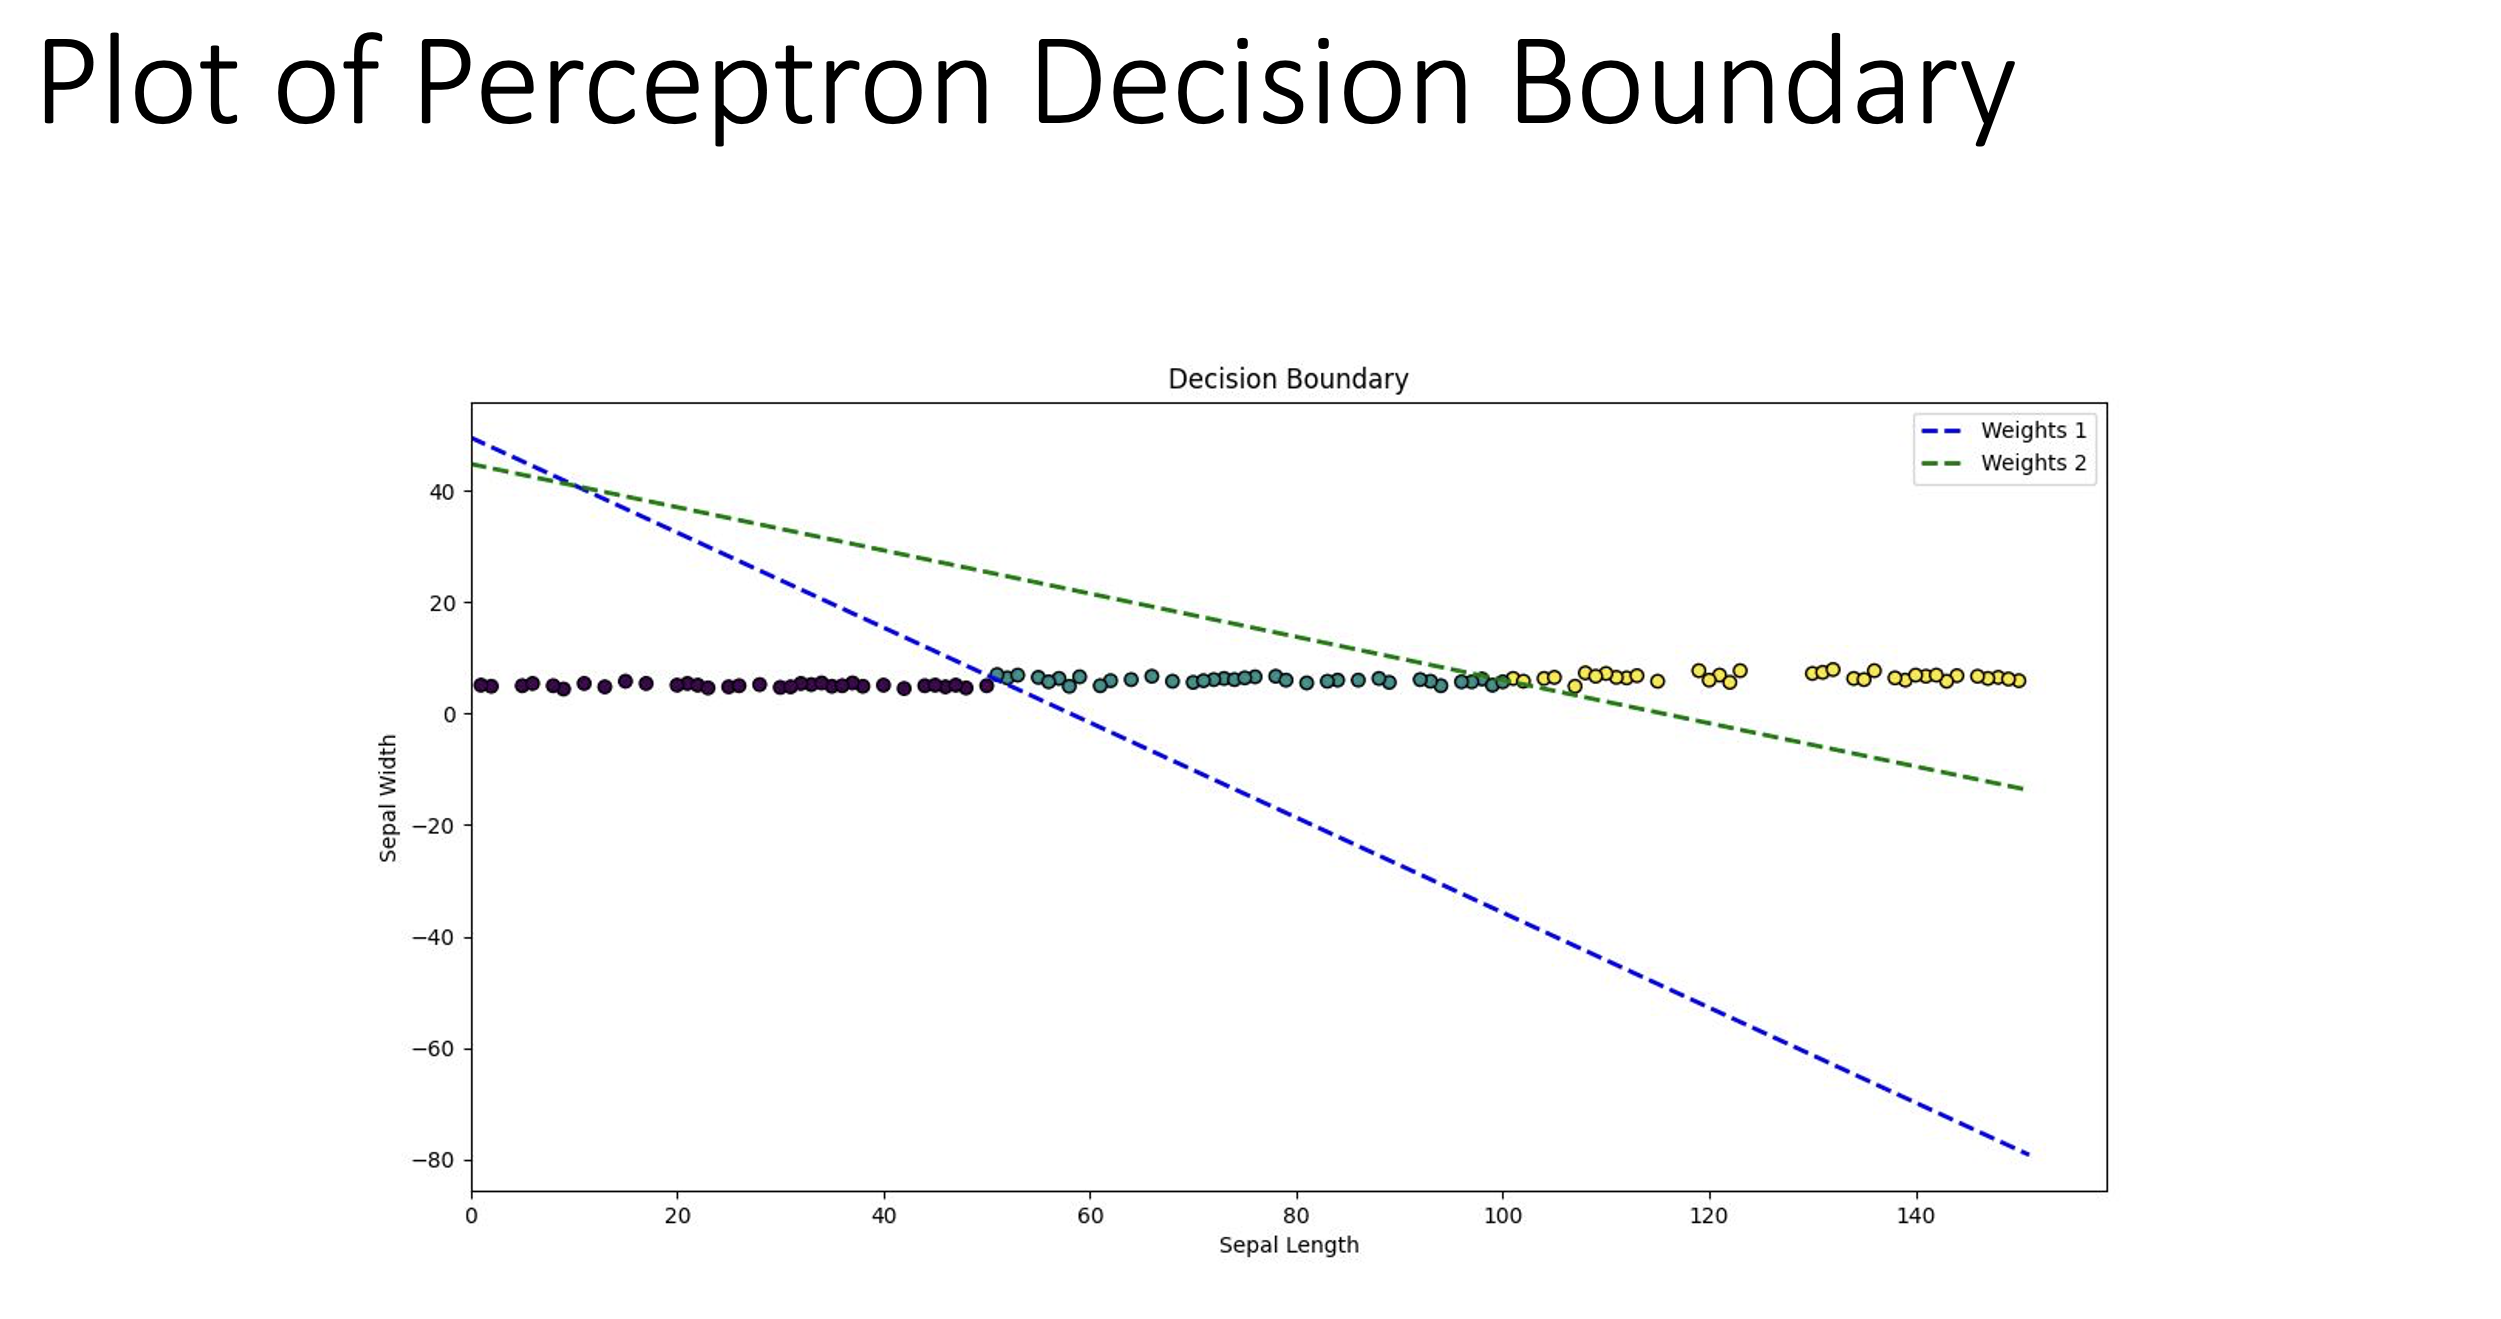 Plot of Perceptron Decision Boundary
Decision Boundary
Weights 1
Weights 2
40
20
0
−20
−40
−60
−80
Sepal Width
0 20 40 60 80 100 120 140
Sepal Length